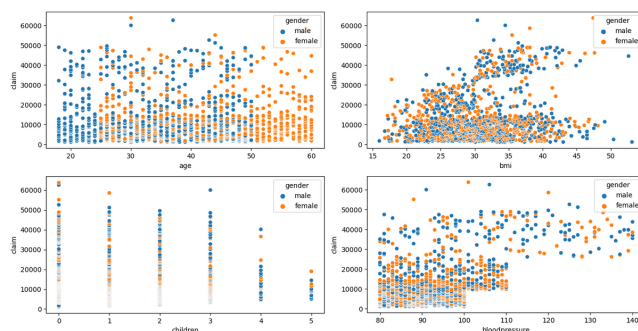 gender
male
female
claim
60000
50000
40000
30000
20000
10000
0
20
30
40
50
60
age
gender
male
female
claim
60000
50000
40000
30000
20000
10000
0
15
20
25
30
35
40
45
50
bmi
gender
male
female
claim
60000
50000
40000
30000
20000
10000
0
0
1
2
3
4
5
children
gender
male
female
claim
60000
50000
40000
30000
20000
10000
0
80
90
100
110
120
130
140
bloodpressure